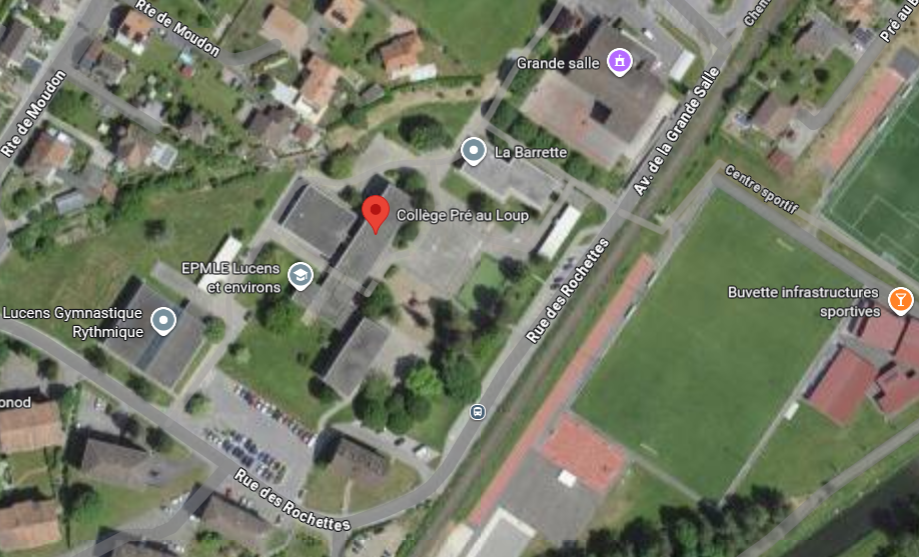 Rte de Moudon
Grande salle
Chem
Pré au B
Rte de Moudon
La Barrette
Av. de la Grande Salle
Centre sportif
Collège Pré au Loup
EPMLE Lucens
et environs
Rue des Rochettes
Buvette infrastructures
sportives
Lucens Gymnastique
Rythmique
onod
Rue des Rochettes